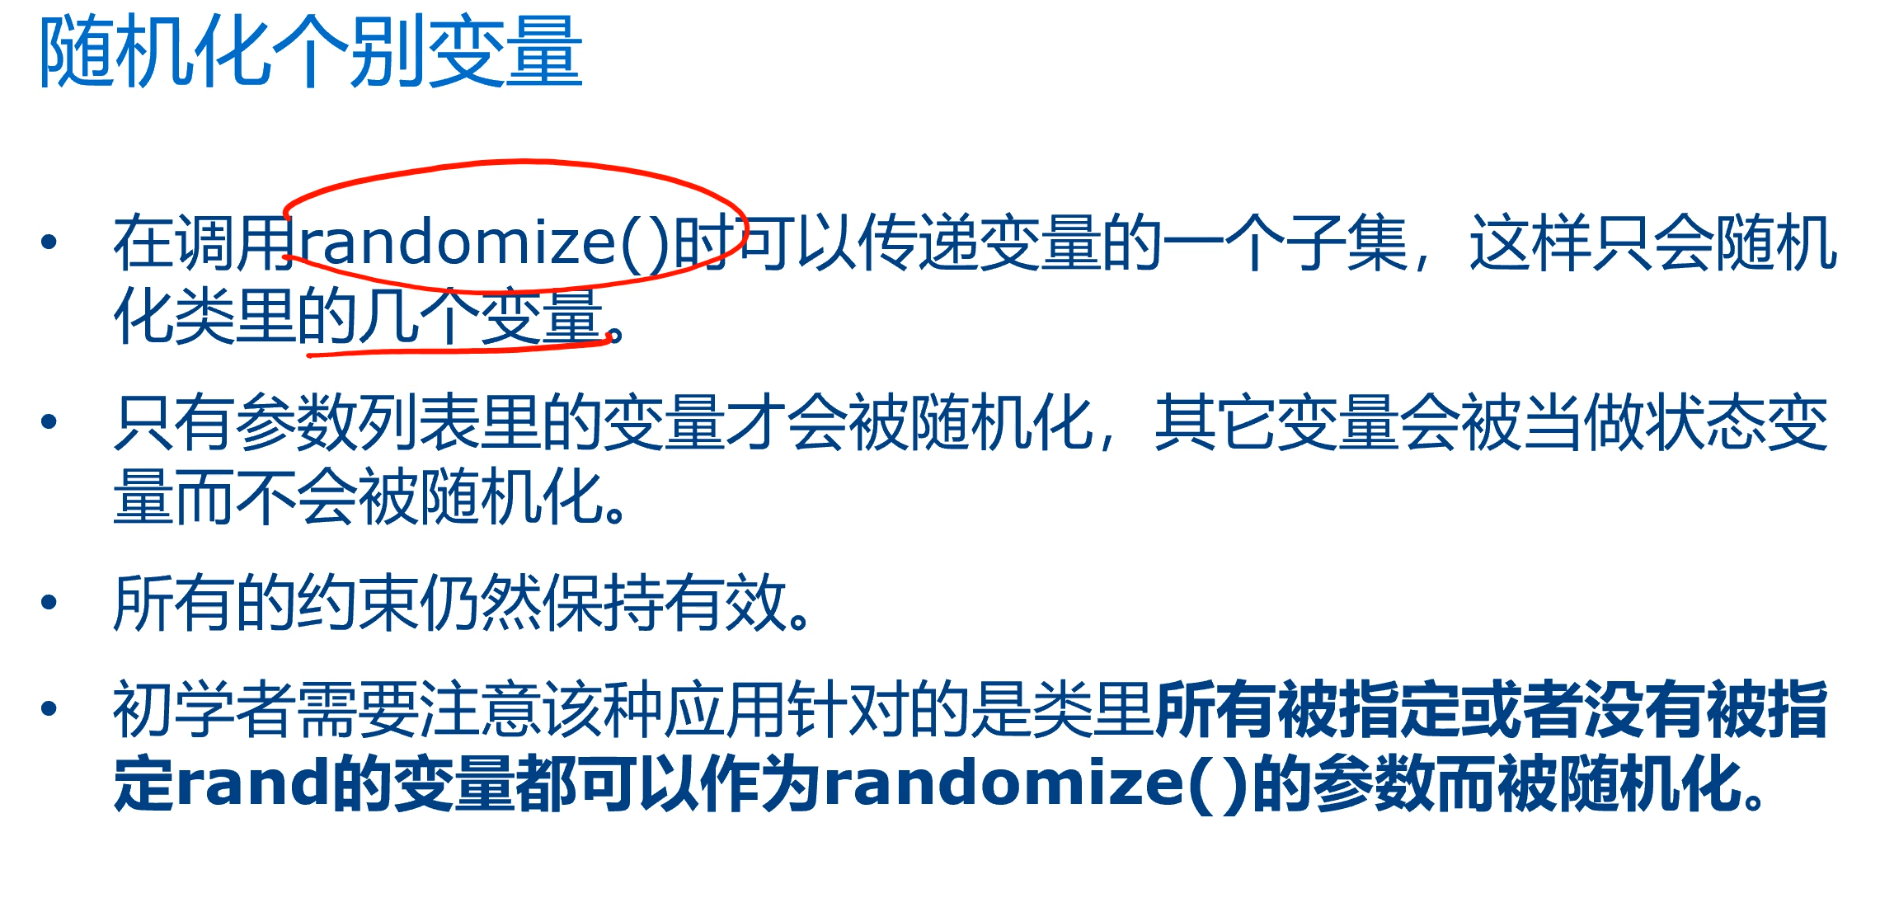 随机化个别变量
• 在调用randomize()时可以传递变量的一个子集，这样只会随机
化类里的几个变量。
• 只有参数列表里的变量才会被随机化，其它变量会被当做状态变
量而不会被随机化。
• 所有的约束仍然保持有效。
• 初学者需要注意该种应用针对的是类里所有被指定或者没有被指
定rand的变量都可以作为randomize()的参数而被随机化。